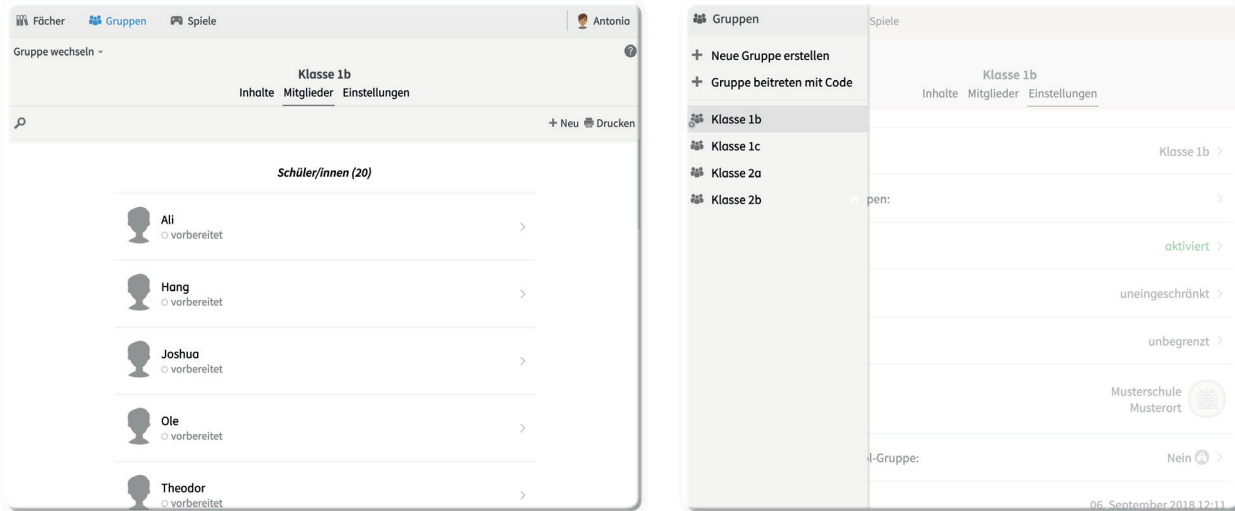 Fächer Gruppen Spiele Antonia
Gruppe wechseln
Klasse 1b
Inhalte Mitglieder Einstellungen
+ Neu Drucken
Schüler/innen (20)
Ali
vorbereitet
Hang
vorbereitet
Joshua
vorbereitet
Ole
vorbereitet
Theodor
vorbereitet
Gruppen
Spiele
+ Neue Gruppe erstellen
+ Gruppe beitreten mit Code
Klasse 1b
Klasse 1c
Klasse 2a
Klasse 2b
Klasse 1b
Inhalte Mitglieder Einstellungen
Klasse 1b
pen:
aktiviert
uneingeschränkt
unbegrenzt
Musterschule
Musterort
l-Gruppe: Nein
06. September 2018 12:11